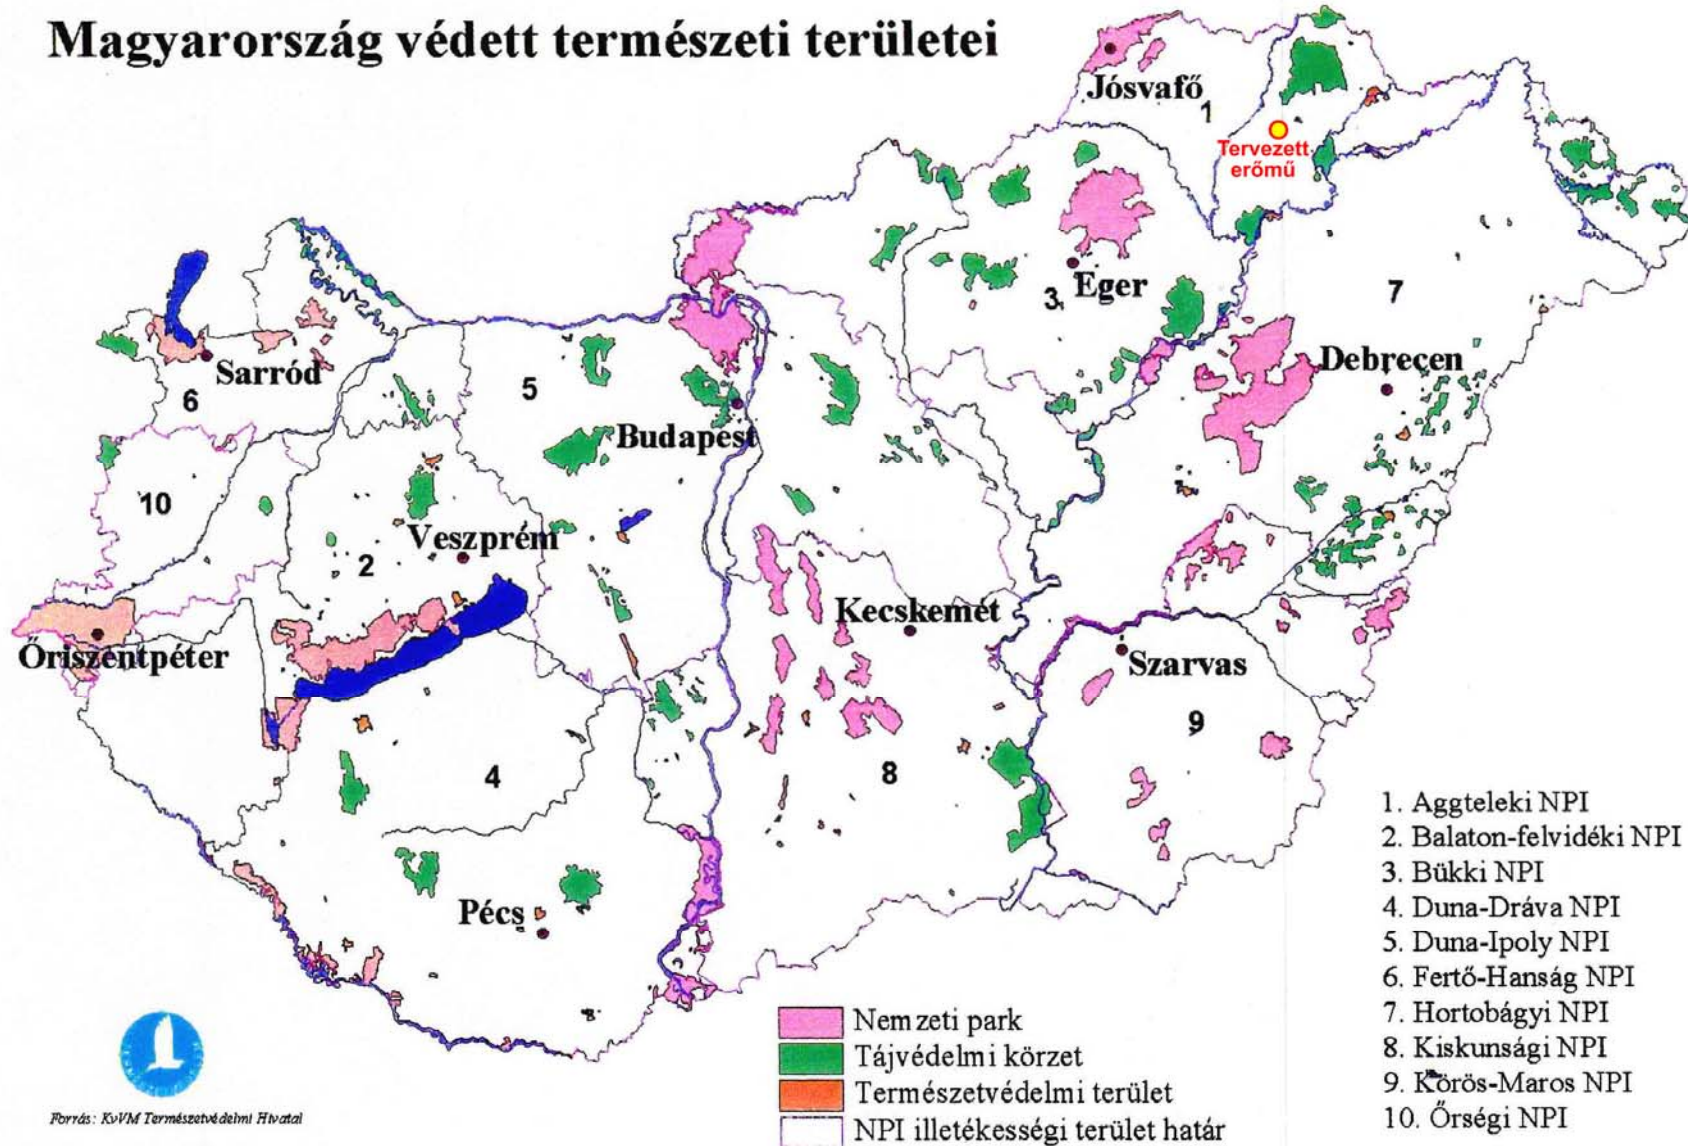 Magyarország védett természeti területei
Jósvafő
1
Tervezett
erőmű
Eger
3
7
Sarród
6
5
Debrecen
Budapest
10
Veszprém
2
Kecskemét
Őriszentpéter
Szarvas
9
4
8
Pécs
1. Aggteleki NPI
2. Balaton-felvidéki NPI
3. Bükki NPI
4. Duna-Dráva NPI
5. Duna-Ipoly NPI
6. Fertő-Hanság NPI
7. Hortobágyi NPI
8. Kiskunsági NPI
9. Körös-Maros NPI
10. Őrségi NPI
Nemzeti park
Tájvédelmi körzet
Természetvédelmi terület
NPI illetékességi terület határ
Forrás: KvVM Természetvédelmi Hivatal